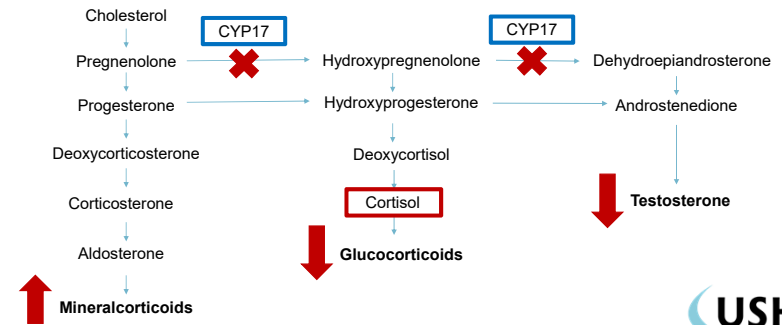 Cholesterol
CYP17
CYP17
Pregnenolone
Hydroxypregnenolone
Dehydroepiandrosterone
Progesterone
Hydroxyprogesterone
Androstenedione
Deoxycorticosterone
Deoxycortisol
Corticosterone
Cortisol
Testosterone
Aldosterone
Glucocorticoids
Mineralcorticoids